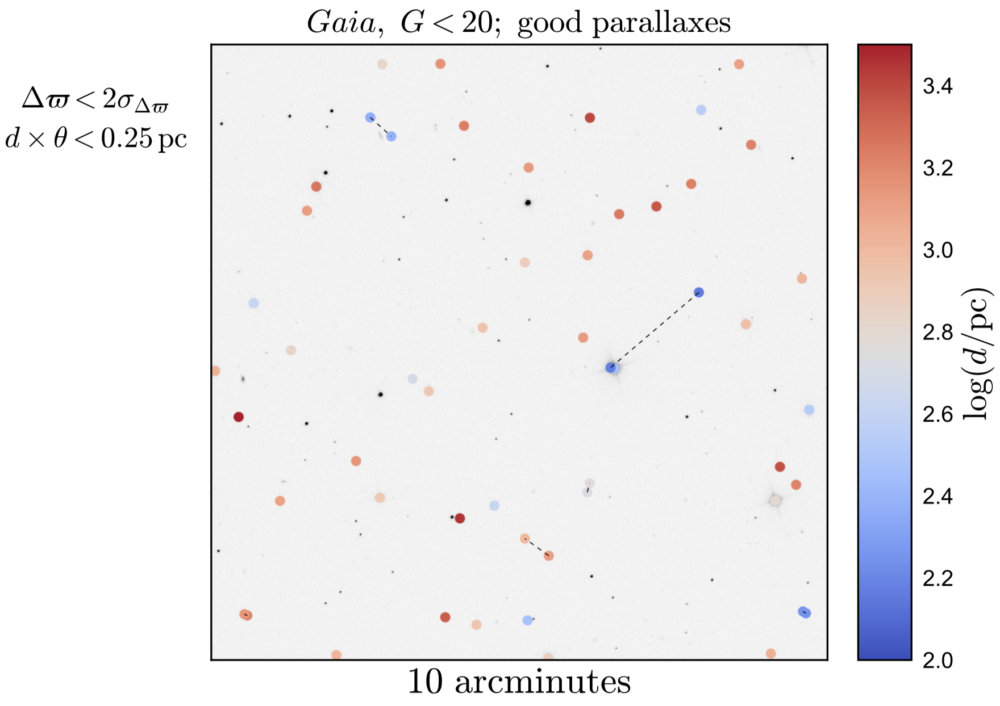 Gaia, G < 20; good parallaxes
Δϖ < 2σ_Δϖ
d × θ < 0.25 pc
3.4
3.2
3.0
2.8
2.6
2.4
2.2
2.0
log(d/pc)
10 arcminutes